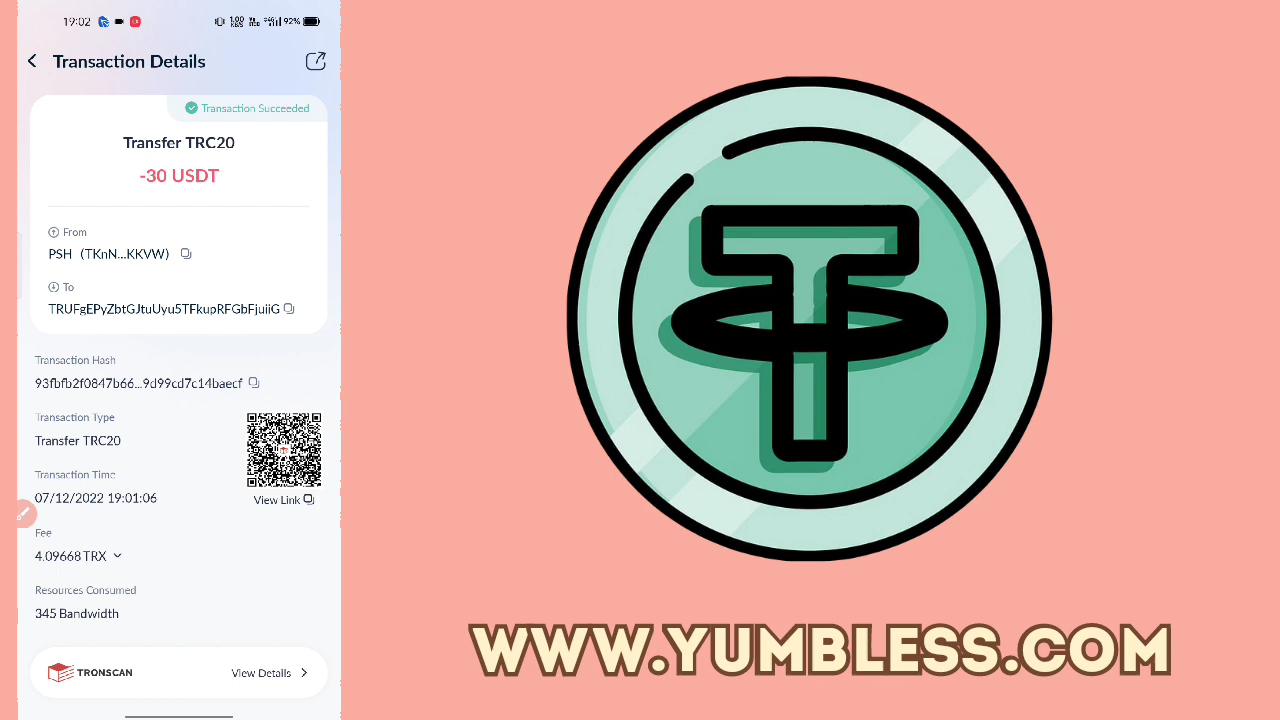 19:02
92%
Transaction Details
Transaction Succeeded
Transfer TRC20
-30 USDT
From
PSH (TKnN...KKVW)
To
TRUFgEPyZbtGJtuUyu5TFkupRFGbFjuiiG
Transaction Hash
93fbfb2f0847b66...9d99cd7c14baecf
Transaction Type
Transfer TRC20
Transaction Time
07/12/2022 19:01:06
View Link
Fee
4.09668 TRX
Resources Consumed
345 Bandwidth
TRONSCAN
View Details
WWW.YUMBLESS.COM